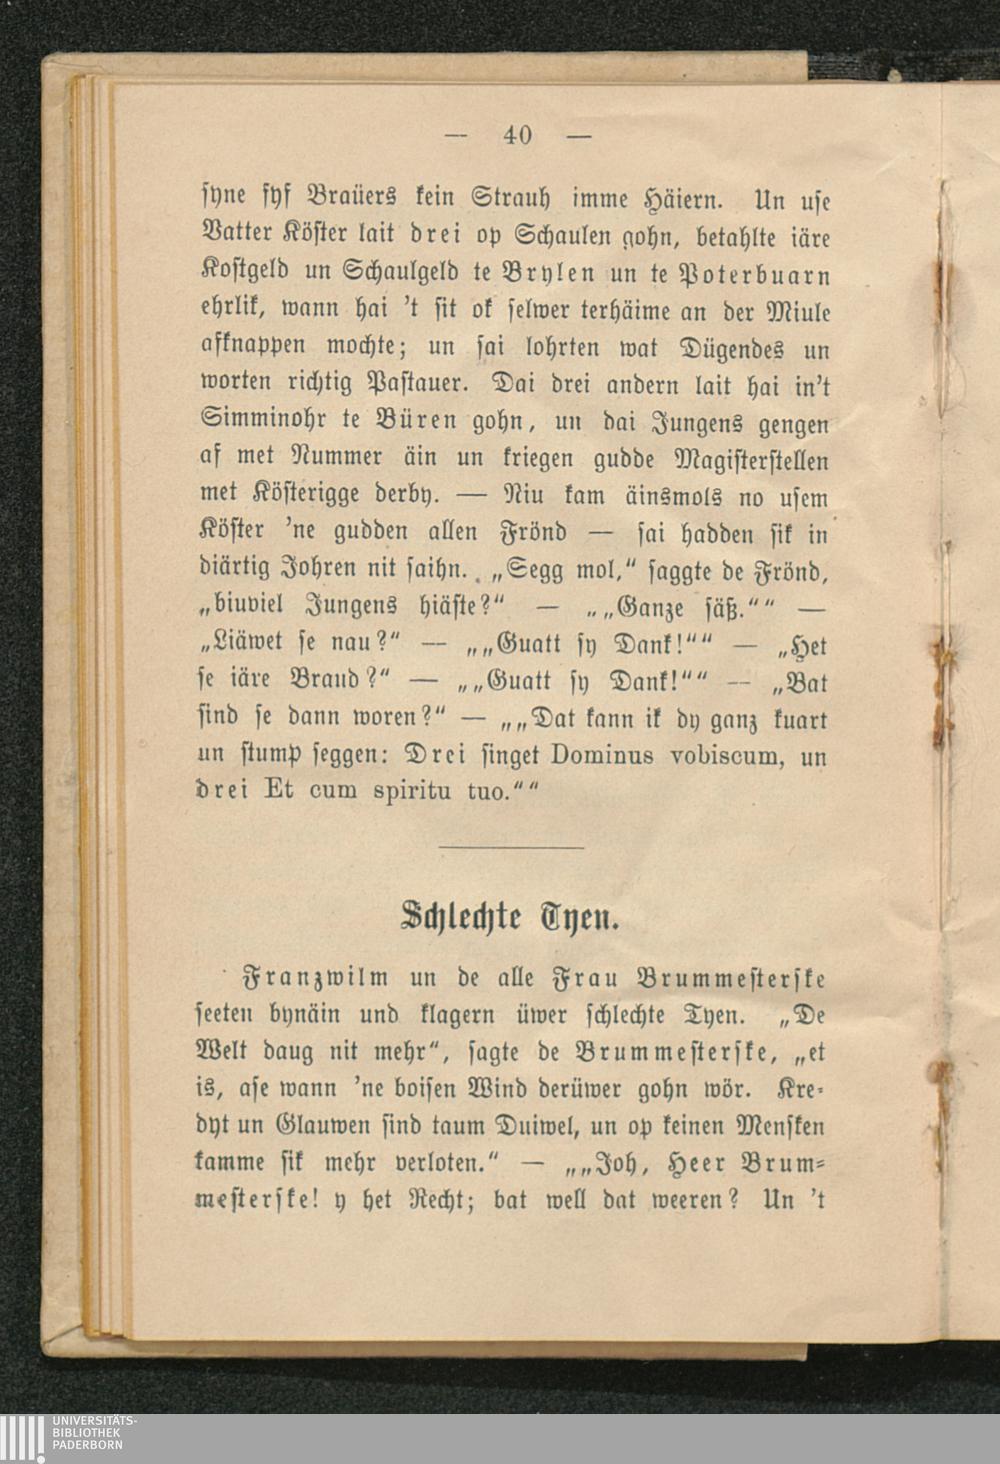 — 40 —
syne fyf Braüers kein Strauh imme Häiern. Un use
Vatter Köster lait drei op Schaulen gohn, betahlte iäre
Kostgeld un Schaulgeld te Brylen un te Poterbuarn
ehrlik, wann hai 't sik ok selwer terhäime an der Miule
afknappen mochte; un sai lohrten wat Dügendes un
worten richtig Pastauer. Dai drei andern lait hai in't
Simminohr te Büren gohn, un dai Jungens gengen
af met Nummer äin un kriegen gudde Magisterstellen
met Kösterigge derby. — Niu kam äinsmols no usem
Köster 'ne gudden allen Frönd — sai hadden sik in
diärtig Johren nit saihn. „Segg mol,“ saggte de Frönd,
„biuviel Jungens hiäste?“ — „„Ganze säß.““ —
„Liäwet se nau?“ — „„Guatt sy Dank!““ — „Het
se iäre Braud?“ — „„Guatt sy Dank!““ — „Bat
sind se dann woren?“ — „„Dat kann ik dy ganz kuart
un stump seggen: Drei singet Dominus vobiscum, un
drei Et cum spiritu tuo.““
Schlechte Tyen.
Franzwilm un de alle Frau Brummesterske
seeten bynäin und klagern üwer schlechte Tyen. „De
Welt daug nit mehr“, sagte de Brummesterske, „et
is, ase wann 'ne boisen Wind derüwer gohn wör. Kre-
dyt un Glauwen sind taum Duiwel, un op keinen Mensken
kamme sik mehr verloten.“ — „„Joh, Heer Brum-
mesterske! y het Recht; bat well dat weeren? Un 't
UNIVERSITÄTS-
BIBLIOTHEK
PADERBORN